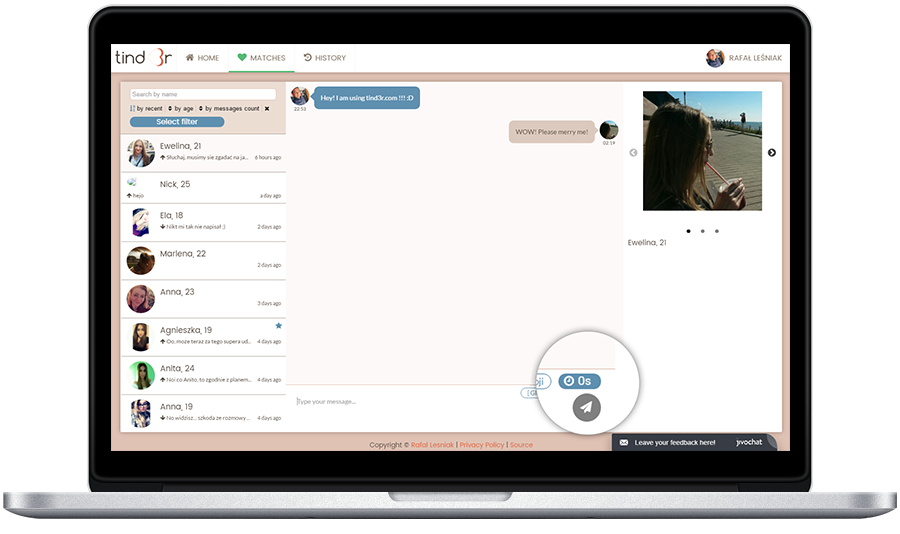 tind3r
HOME
MATCHES
HISTORY
RAFAŁ LEŚNIAK
Search by name
by recent
by age
by messages count
Select filter
Ewelina, 21
Słuchaj, musimy sie zgadać na ja...
6 hours ago
Nick, 25
hejo
a day ago
Ela, 18
Nikt mi tak nie napisał ;)
2 days ago
Marlena, 22
2 days ago
Anna, 23
3 days ago
Agnieszka, 19
Oo, może teraz za tego supera ud...
4 days ago
Anita, 24
No i co Anito, to zgodnie z planem...
4 days ago
Anna, 19
No widzisz... szkoda ze rozmowy
4 days ago
Hey! I am using tind3r.com !!! :D
22:53
WOW! Please merry me!
02:19
Ewelina, 21
0s
Type your message...
Copyright © Rafal Lesniak | Privacy Policy | Source
Leave your feedback here!
jivochat